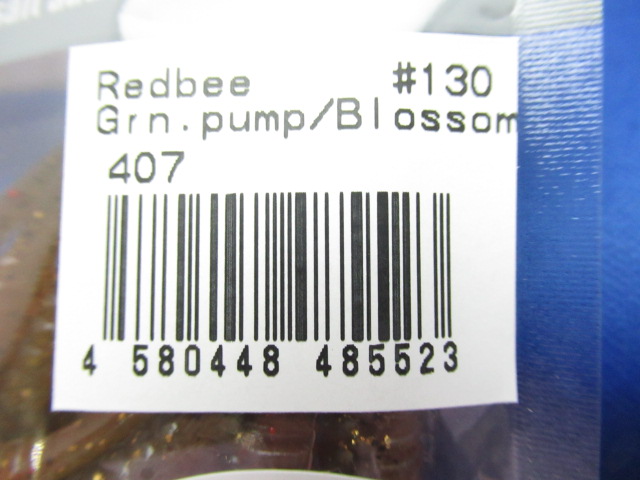 Redbee #130
Grn.pump/Blossom
407
4 580448 485523